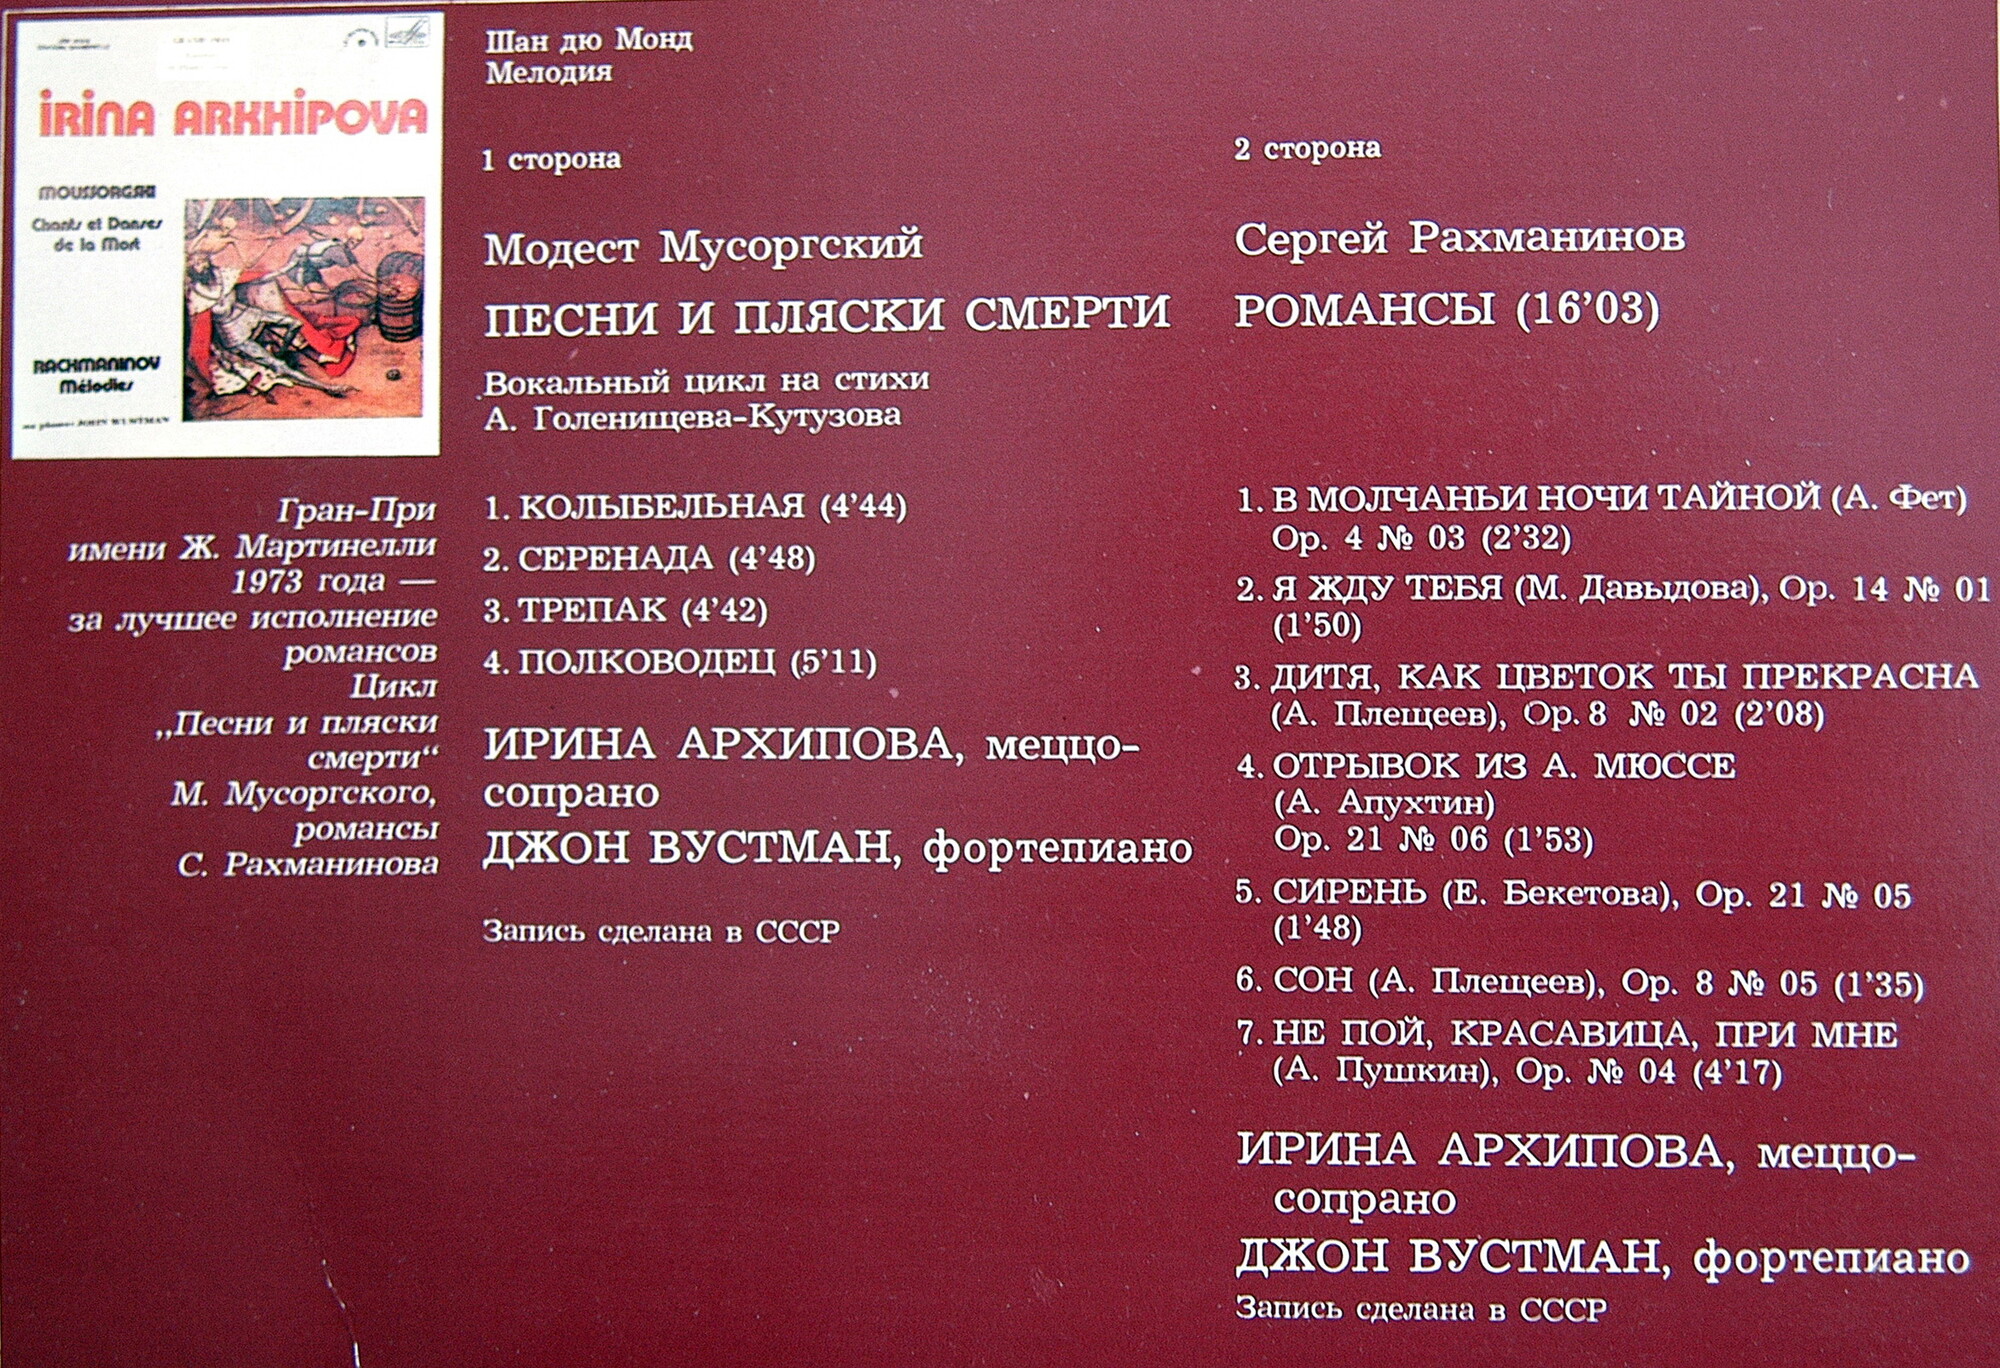 IRINA ARKHIPOVA
MOUSSORGSKI
Chants et Danses
de la Mort
RACHMANINOV
Mélodies
JOHN WUSTMAN
Гран-При
имени Ж. Мартинелли
1973 года —
за лучшее исполнение
романсов
Цикл
„Песни и пляски
смерти“
М. Мусоргского,
романсы
С. Рахманинова
Шан дю Монд
Мелодия
1 сторона
Модест Мусоргский
ПЕСНИ И ПЛЯСКИ СМЕРТИ
Вокальный цикл на стихи
А. Голенищева-Кутузова
1. КОЛЫБЕЛЬНАЯ (4’44)
2. СЕРЕНАДА (4’48)
3. ТРЕПАК (4’42)
4. ПОЛКОВОДЕЦ (5’11)
ИРИНА АРХИПОВА, меццо-
сопрано
ДЖОН ВУСТМАН, фортепиано
Запись сделана в СССР
2 сторона
Сергей Рахманинов
РОМАНСЫ (16’03)
1. В МОЛЧАНЬИ НОЧИ ТАЙНОЙ (А. Фет)
Ор. 4 № 03 (2’32)
2. Я ЖДУ ТЕБЯ (М. Давыдова), Ор. 14 № 01
(1’50)
3. ДИТЯ, КАК ЦВЕТОК ТЫ ПРЕКРАСНА
(А. Плещеев), Ор. 8 № 02 (2’08)
4. ОТРЫВОК ИЗ А. МЮССЕ
(А. Апухтин)
Ор. 21 № 06 (1’53)
5. СИРЕНЬ (Е. Бекетова), Ор. 21 № 05
(1’48)
6. СОН (А. Плещеев), Ор. 8 № 05 (1’35)
7. НЕ ПОЙ, КРАСАВИЦА, ПРИ МНЕ
(А. Пушкин), Ор. № 04 (4’17)
ИРИНА АРХИПОВА, меццо-
сопрано
ДЖОН ВУСТМАН, фортепиано
Запись сделана в СССР